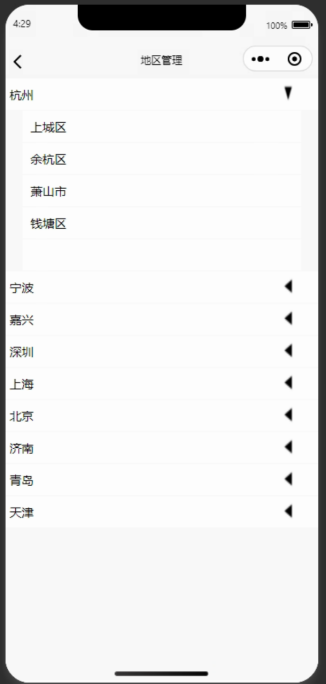 4:29
100%
地区管理
杭州
上城区
余杭区
萧山市
钱塘区
宁波
嘉兴
深圳
上海
北京
济南
青岛
天津